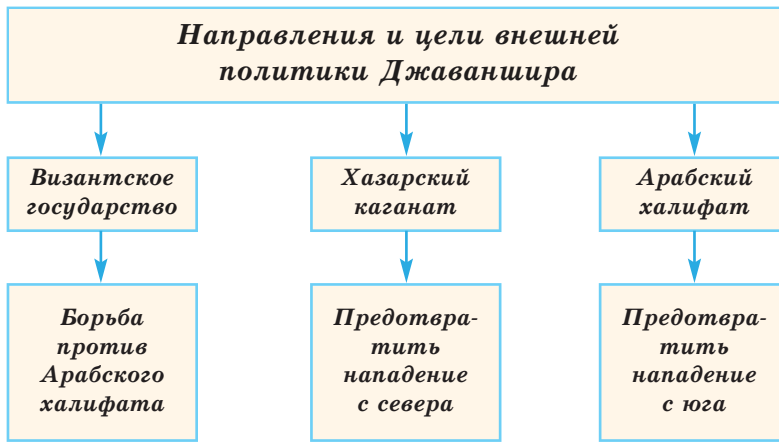 Направления и цели внешней
политики Джаваншира
Византское
государство
Хазарский
каганат
Арабский
халифат
Борьба
против
Арабского
халифата
Предотвра-
тить
нападение
с севера
Предотвра-
тить
нападение
с юга